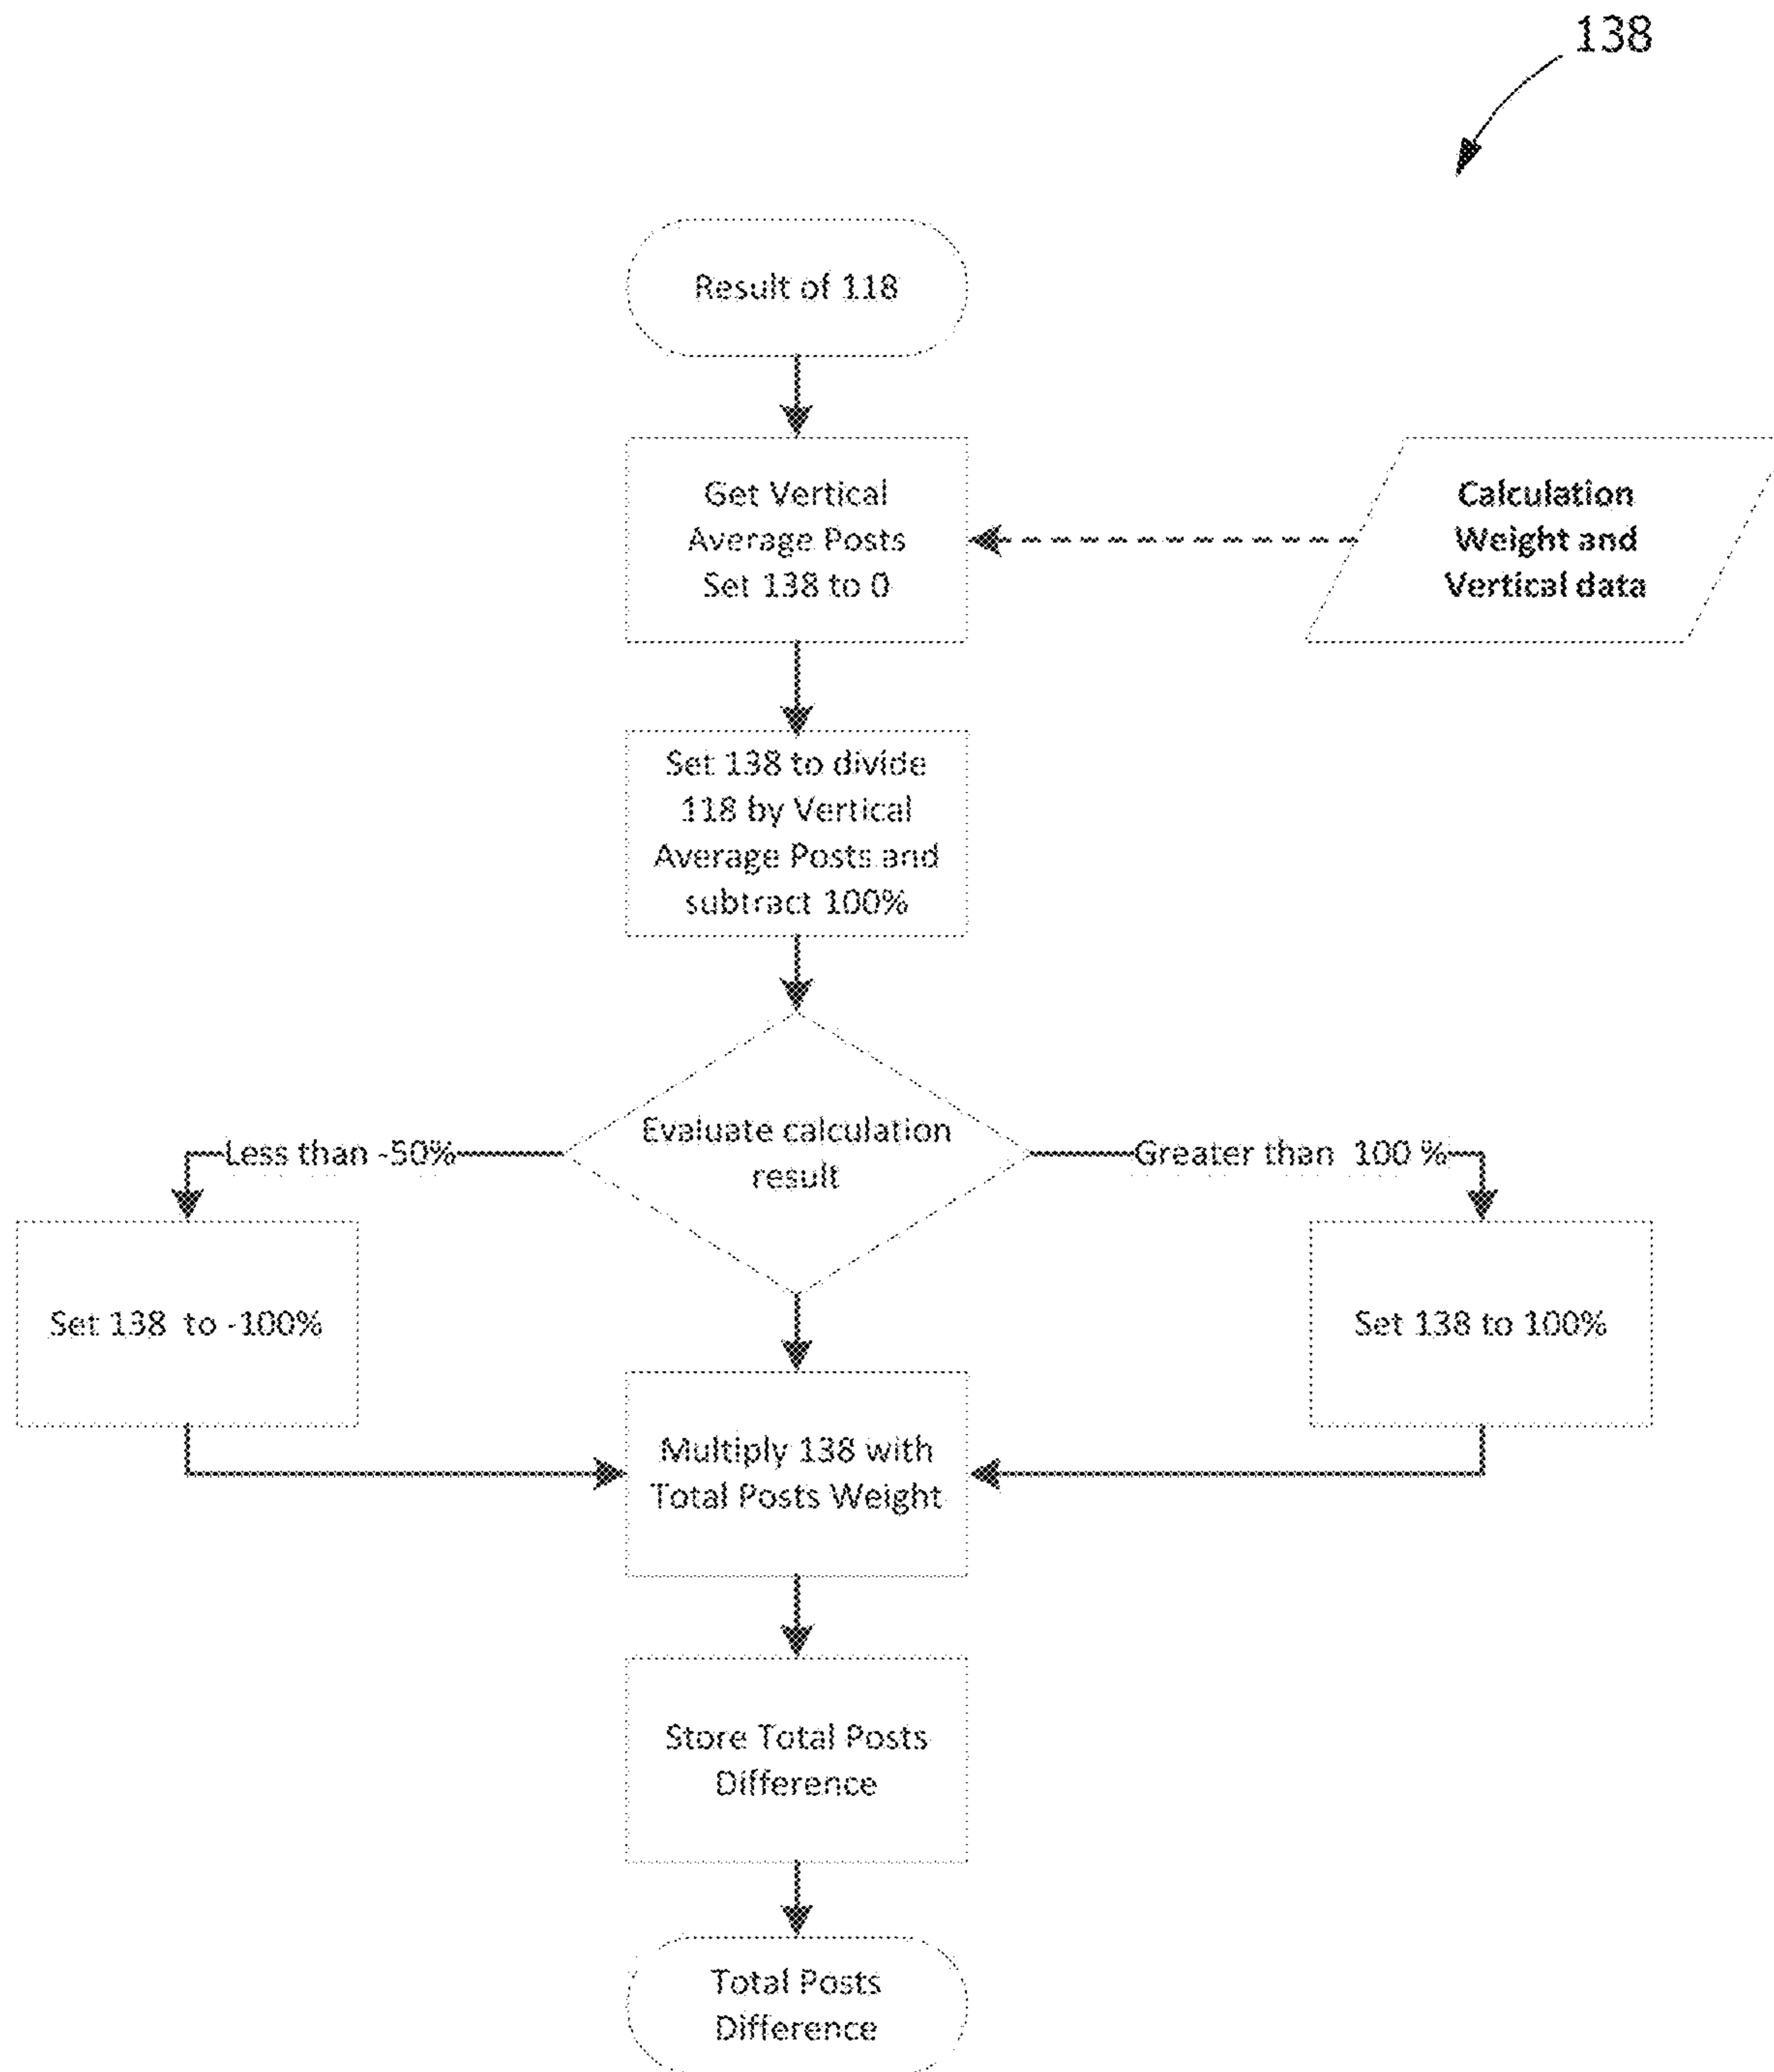 138
Result of 118
Get Vertical
Average Posts
Set 138 to 0
Calculation
Weight and
Vertical data
Set 138 to divide
118 by Vertical
Average Posts and
subtract 100%
Evaluate calculation
result
Less than -50%
Greater than 100 %
Set 138 to -100%
Set 138 to 100%
Multiply 138 with
Total Posts Weight
Store Total Posts
Difference
Total Posts
Difference